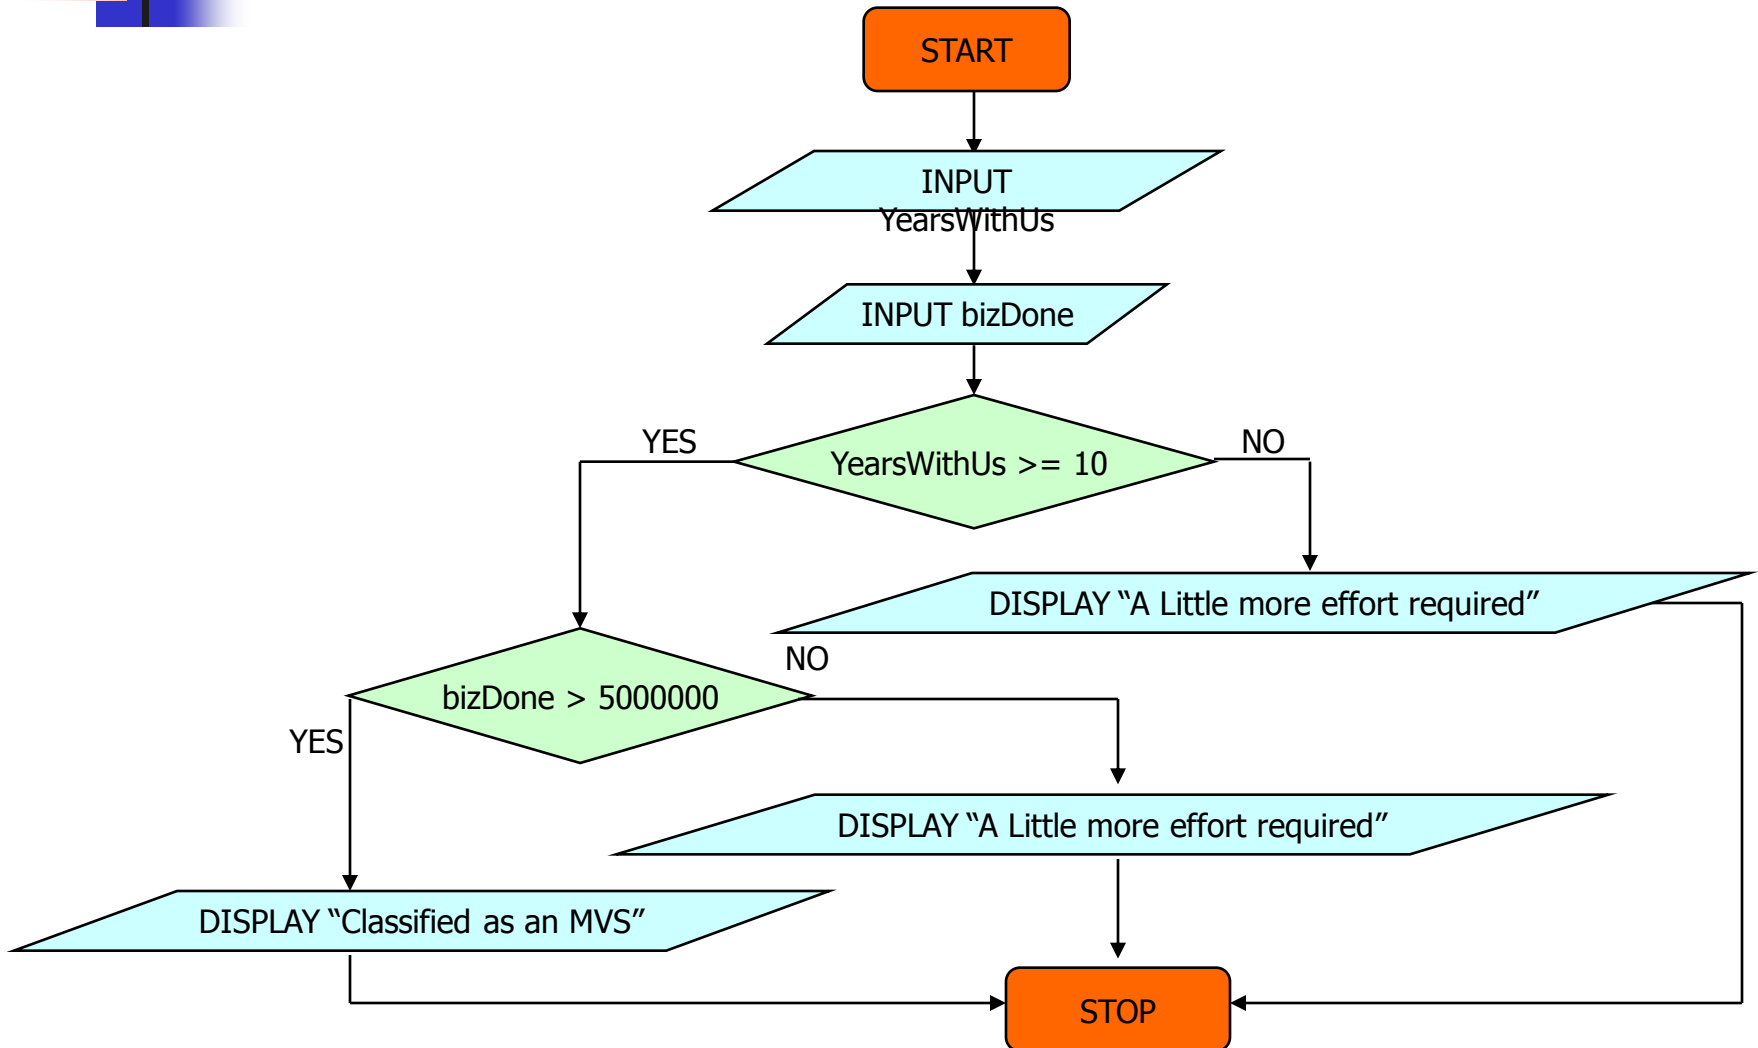 START
INPUT
YearsWithUs
INPUT bizDone
YES
YearsWithUs >= 10
NO
DISPLAY “A Little more effort required”
NO
bizDone > 5000000
YES
DISPLAY “A Little more effort required”
DISPLAY “Classified as an MVS”
STOP